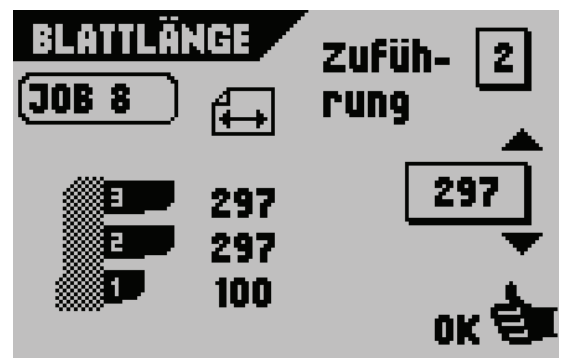 BLATTLÄNGE
JOB 8
Zufüh-
rung
2
3 297
2 297
1 100
297
OK